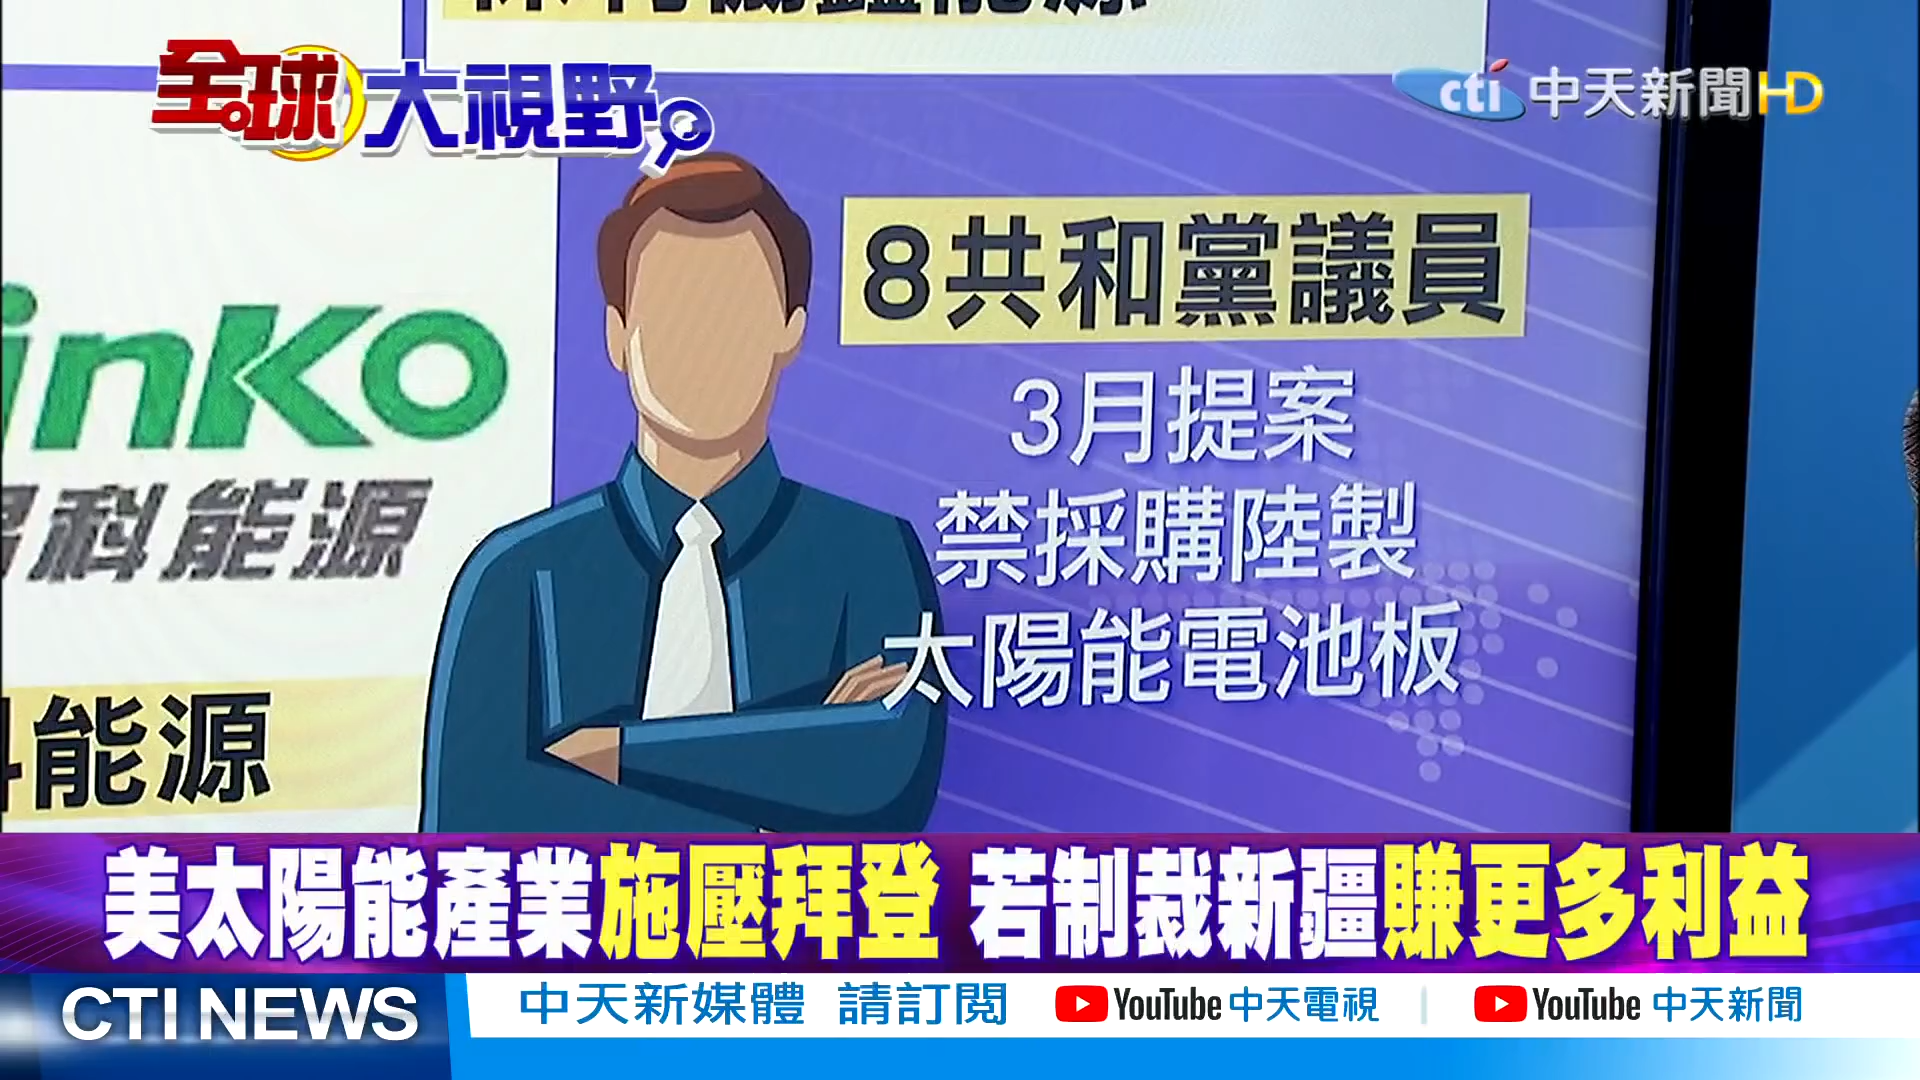 全球大視野
cti 中天新聞HD
8共和黨議員
3月提案
禁採購陸製
太陽能電池板
inKO
科能源
能源
美太陽能產業施壓拜登 若制裁新疆賺更多利益
CTI NEWS
中天新媒體 請訂閱 YouTube 中天電視 | YouTube 中天新聞